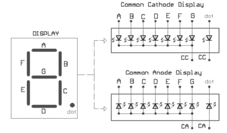 Common Cathode Display
A B C D E F G dot
DISPLAY
A
F B
G
E C
D
dot
CC CC
Common Anode Display
A B C D E F G dot
CA CA